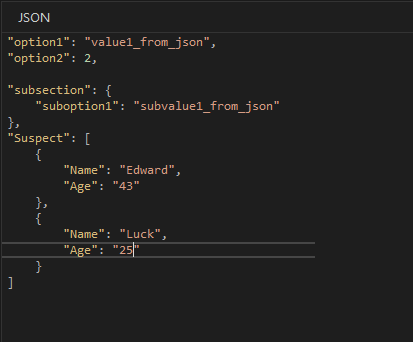 JSON
"option1": "value1_from_json",
"option2": 2,
"subsection": {
"suboption1": "subvalue1_from_json"
},
"Suspect": [
{
"Name": "Edward",
"Age": "43"
},
{
"Name": "Luck",
"Age": "25"
}
]